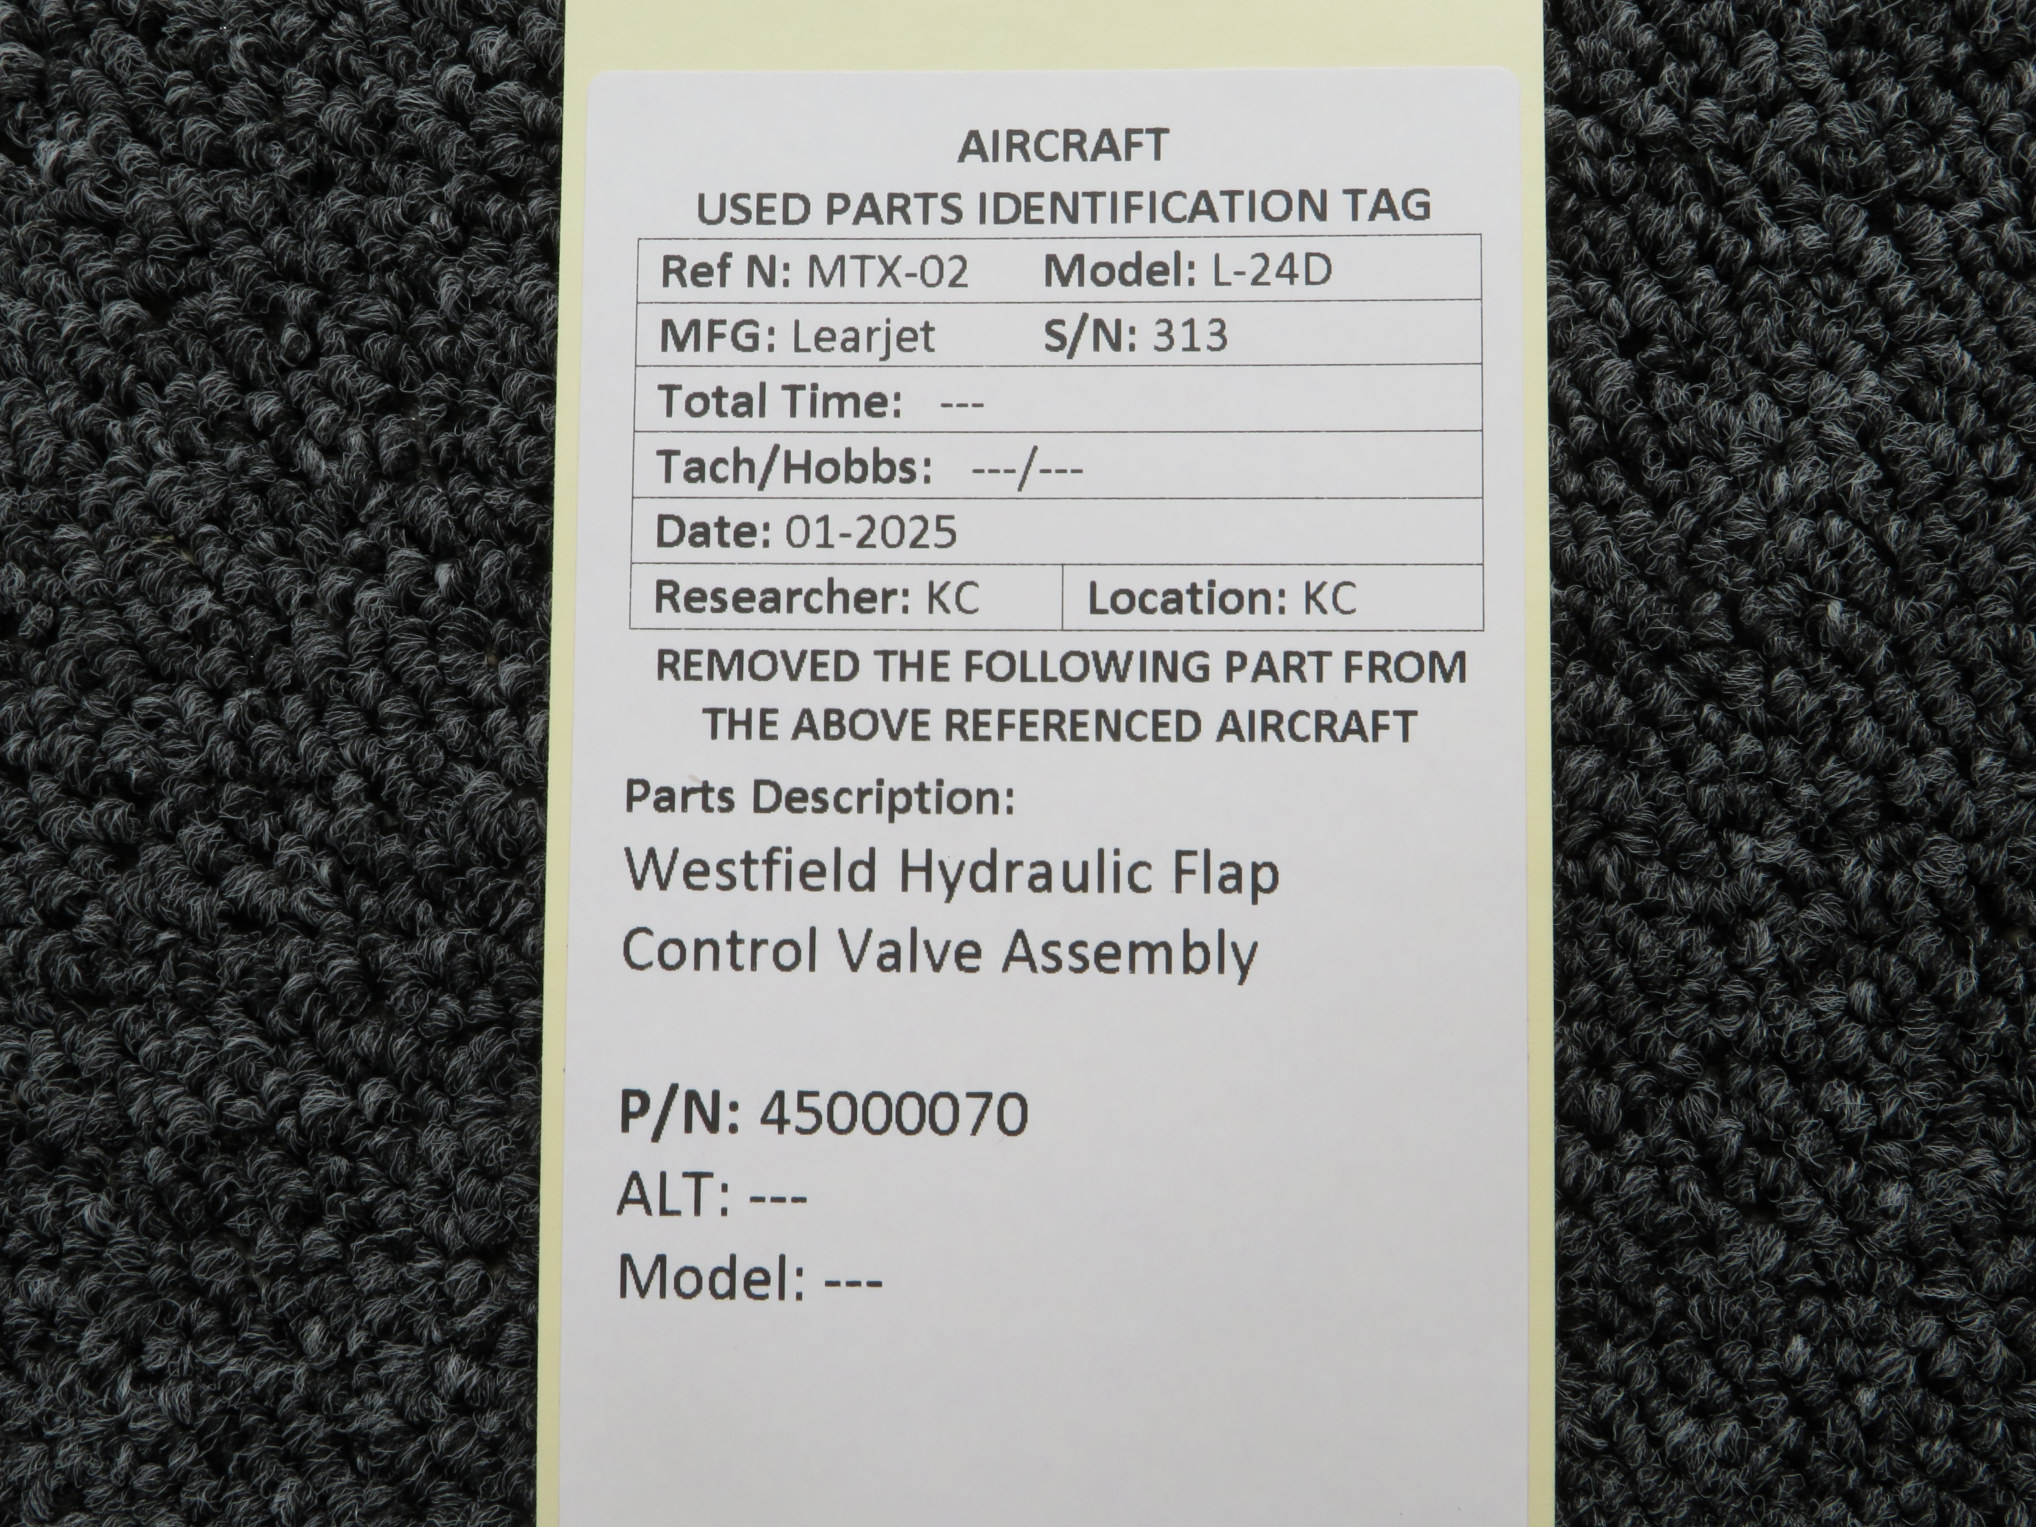 AIRCRAFT
USED PARTS IDENTIFICATION TAG
Ref N: MTX-02 Model: L-24D
MFG: Learjet S/N: 313
Total Time: ---
Tach/Hobbs: ---/---
Date: 01-2025
Researcher: KC Location: KC
REMOVED THE FOLLOWING PART FROM
THE ABOVE REFERENCED AIRCRAFT
Parts Description:
Westfield Hydraulic Flap
Control Valve Assembly
P/N: 45000070
ALT: ---
Model: ---